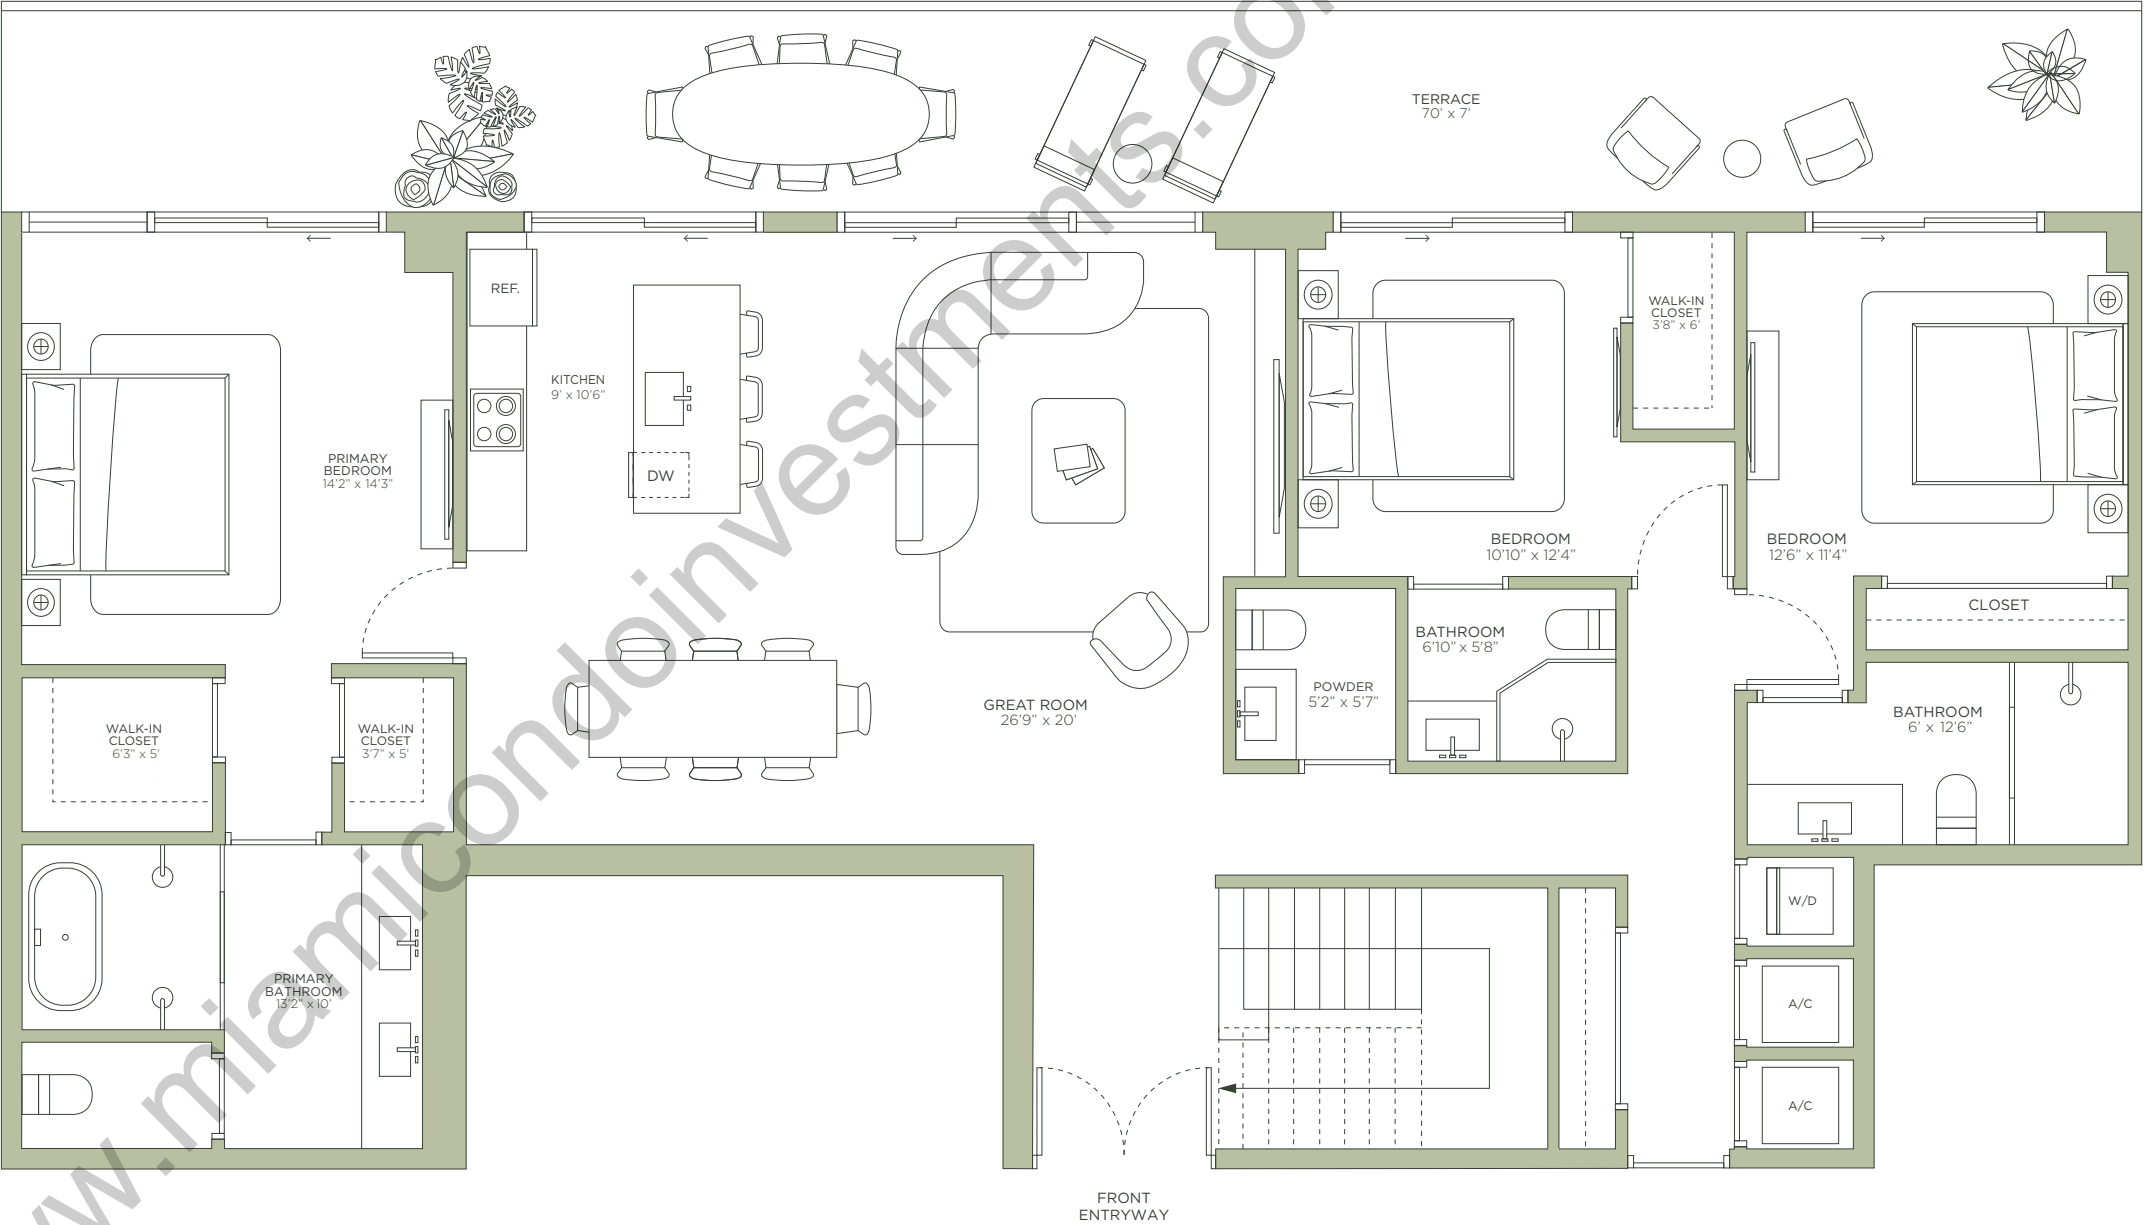 TERRACE
70' x 7'
REF.
KITCHEN
9' x 10'6"
DW
PRIMARY
BEDROOM
14'2" x 14'3"
WALK-IN
CLOSET
3'8" x 6'
BEDROOM
10'10" x 12'4"
BEDROOM
12'6" x 11'4"
CLOSET
BATHROOM
6'10" x 5'8"
POWDER
5'2" x 5'7"
GREAT ROOM
26'9" x 20'
BATHROOM
6' x 12'6"
WALK-IN
CLOSET
6'3" x 5'
WALK-IN
CLOSET
3'7" x 5'
W/D
PRIMARY
BATHROOM
13'2" x 10'
A/C
A/C
FRONT
ENTRYWAY
www.miamicondoinvestments.com